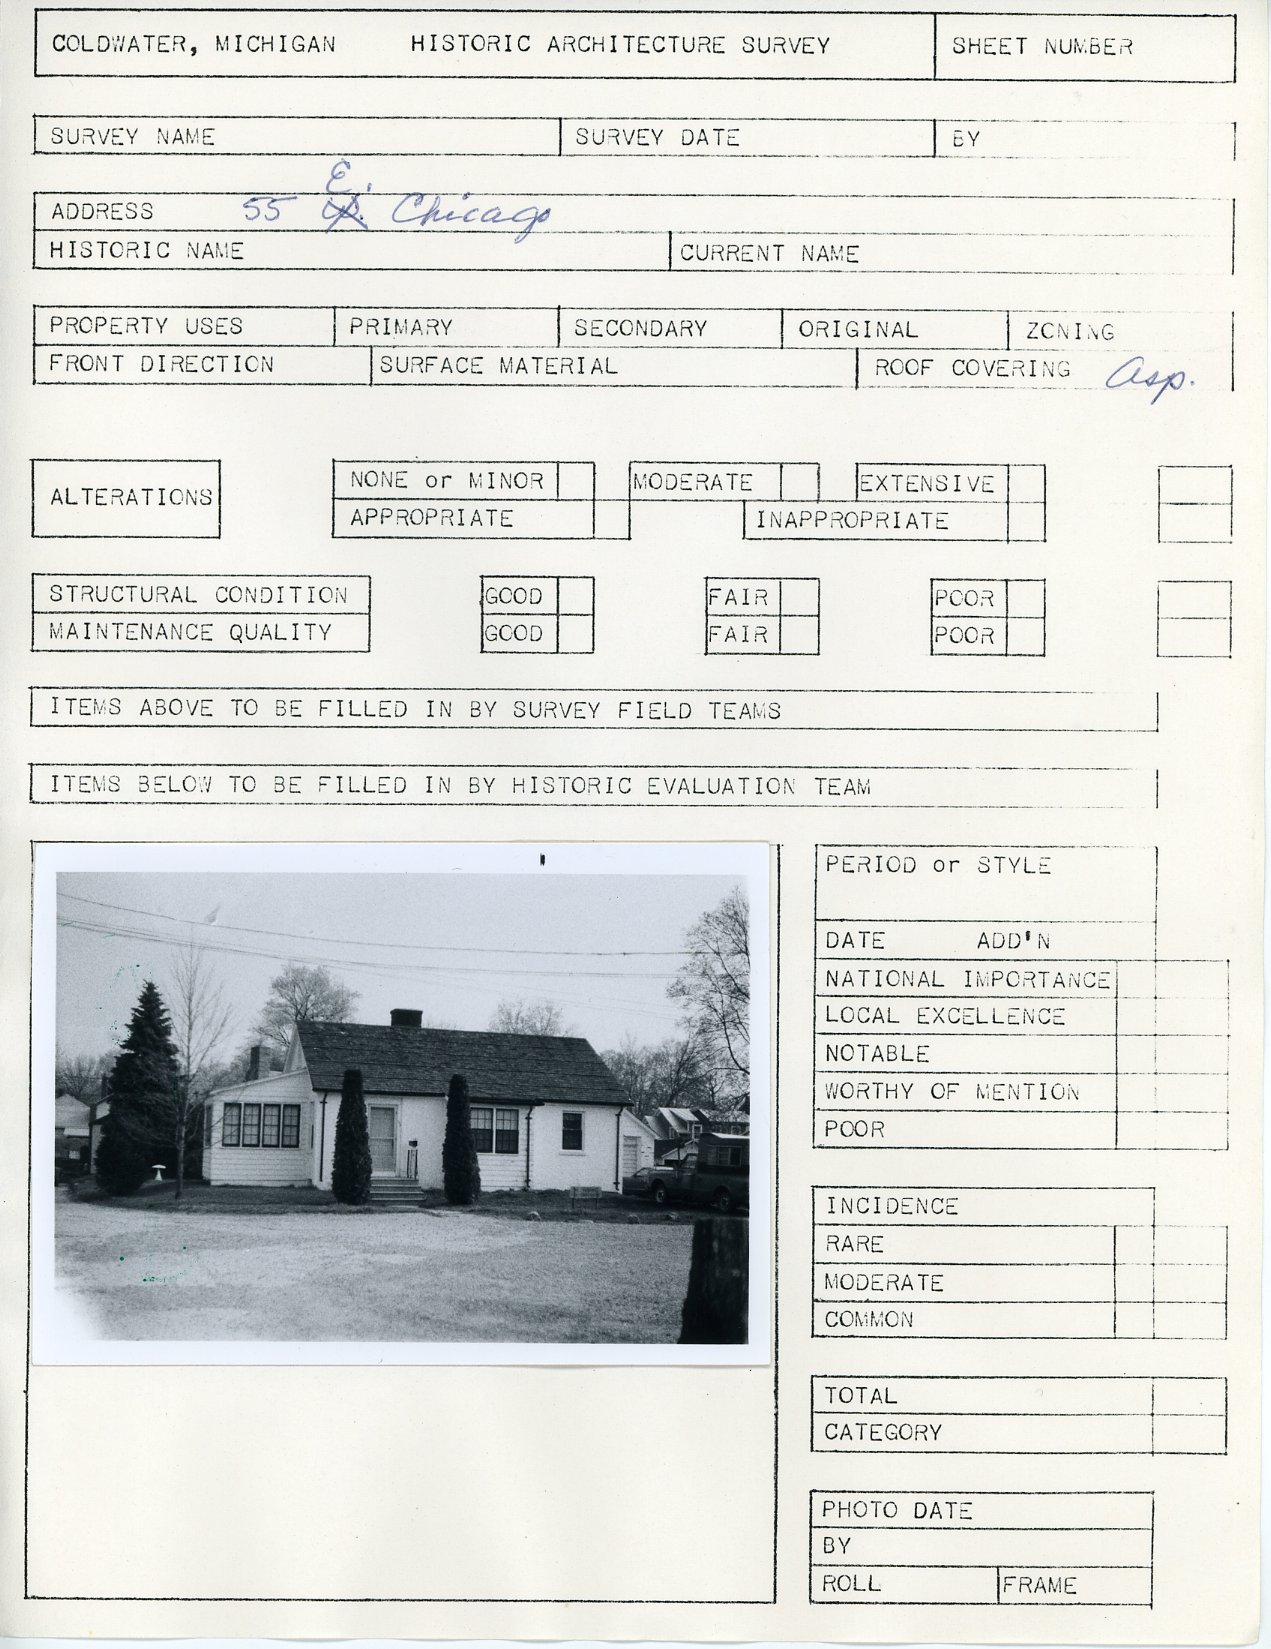 COLDWATER, MICHIGAN HISTORIC ARCHITECTURE SURVEY SHEET NUMBER
SURVEY NAME SURVEY DATE BY
E.
ADDRESS 55 W. Chicago
HISTORIC NAME CURRENT NAME
PROPERTY USES PRIMARY SECONDARY ORIGINAL ZONING
FRONT DIRECTION SURFACE MATERIAL ROOF COVERING Asp.
ALTERATIONS
NONE or MINOR MODERATE EXTENSIVE
APPROPRIATE INAPPROPRIATE
STRUCTURAL CONDITION GOOD FAIR POOR
MAINTENANCE QUALITY GOOD FAIR POOR
ITEMS ABOVE TO BE FILLED IN BY SURVEY FIELD TEAMS
ITEMS BELOW TO BE FILLED IN BY HISTORIC EVALUATION TEAM
PERIOD or STYLE
DATE ADD'N
NATIONAL IMPORTANCE
LOCAL EXCELLENCE
NOTABLE
WORTHY OF MENTION
POOR
INCIDENCE
RARE
MODERATE
COMMON
TOTAL
CATEGORY
PHOTO DATE
BY
ROLL FRAME